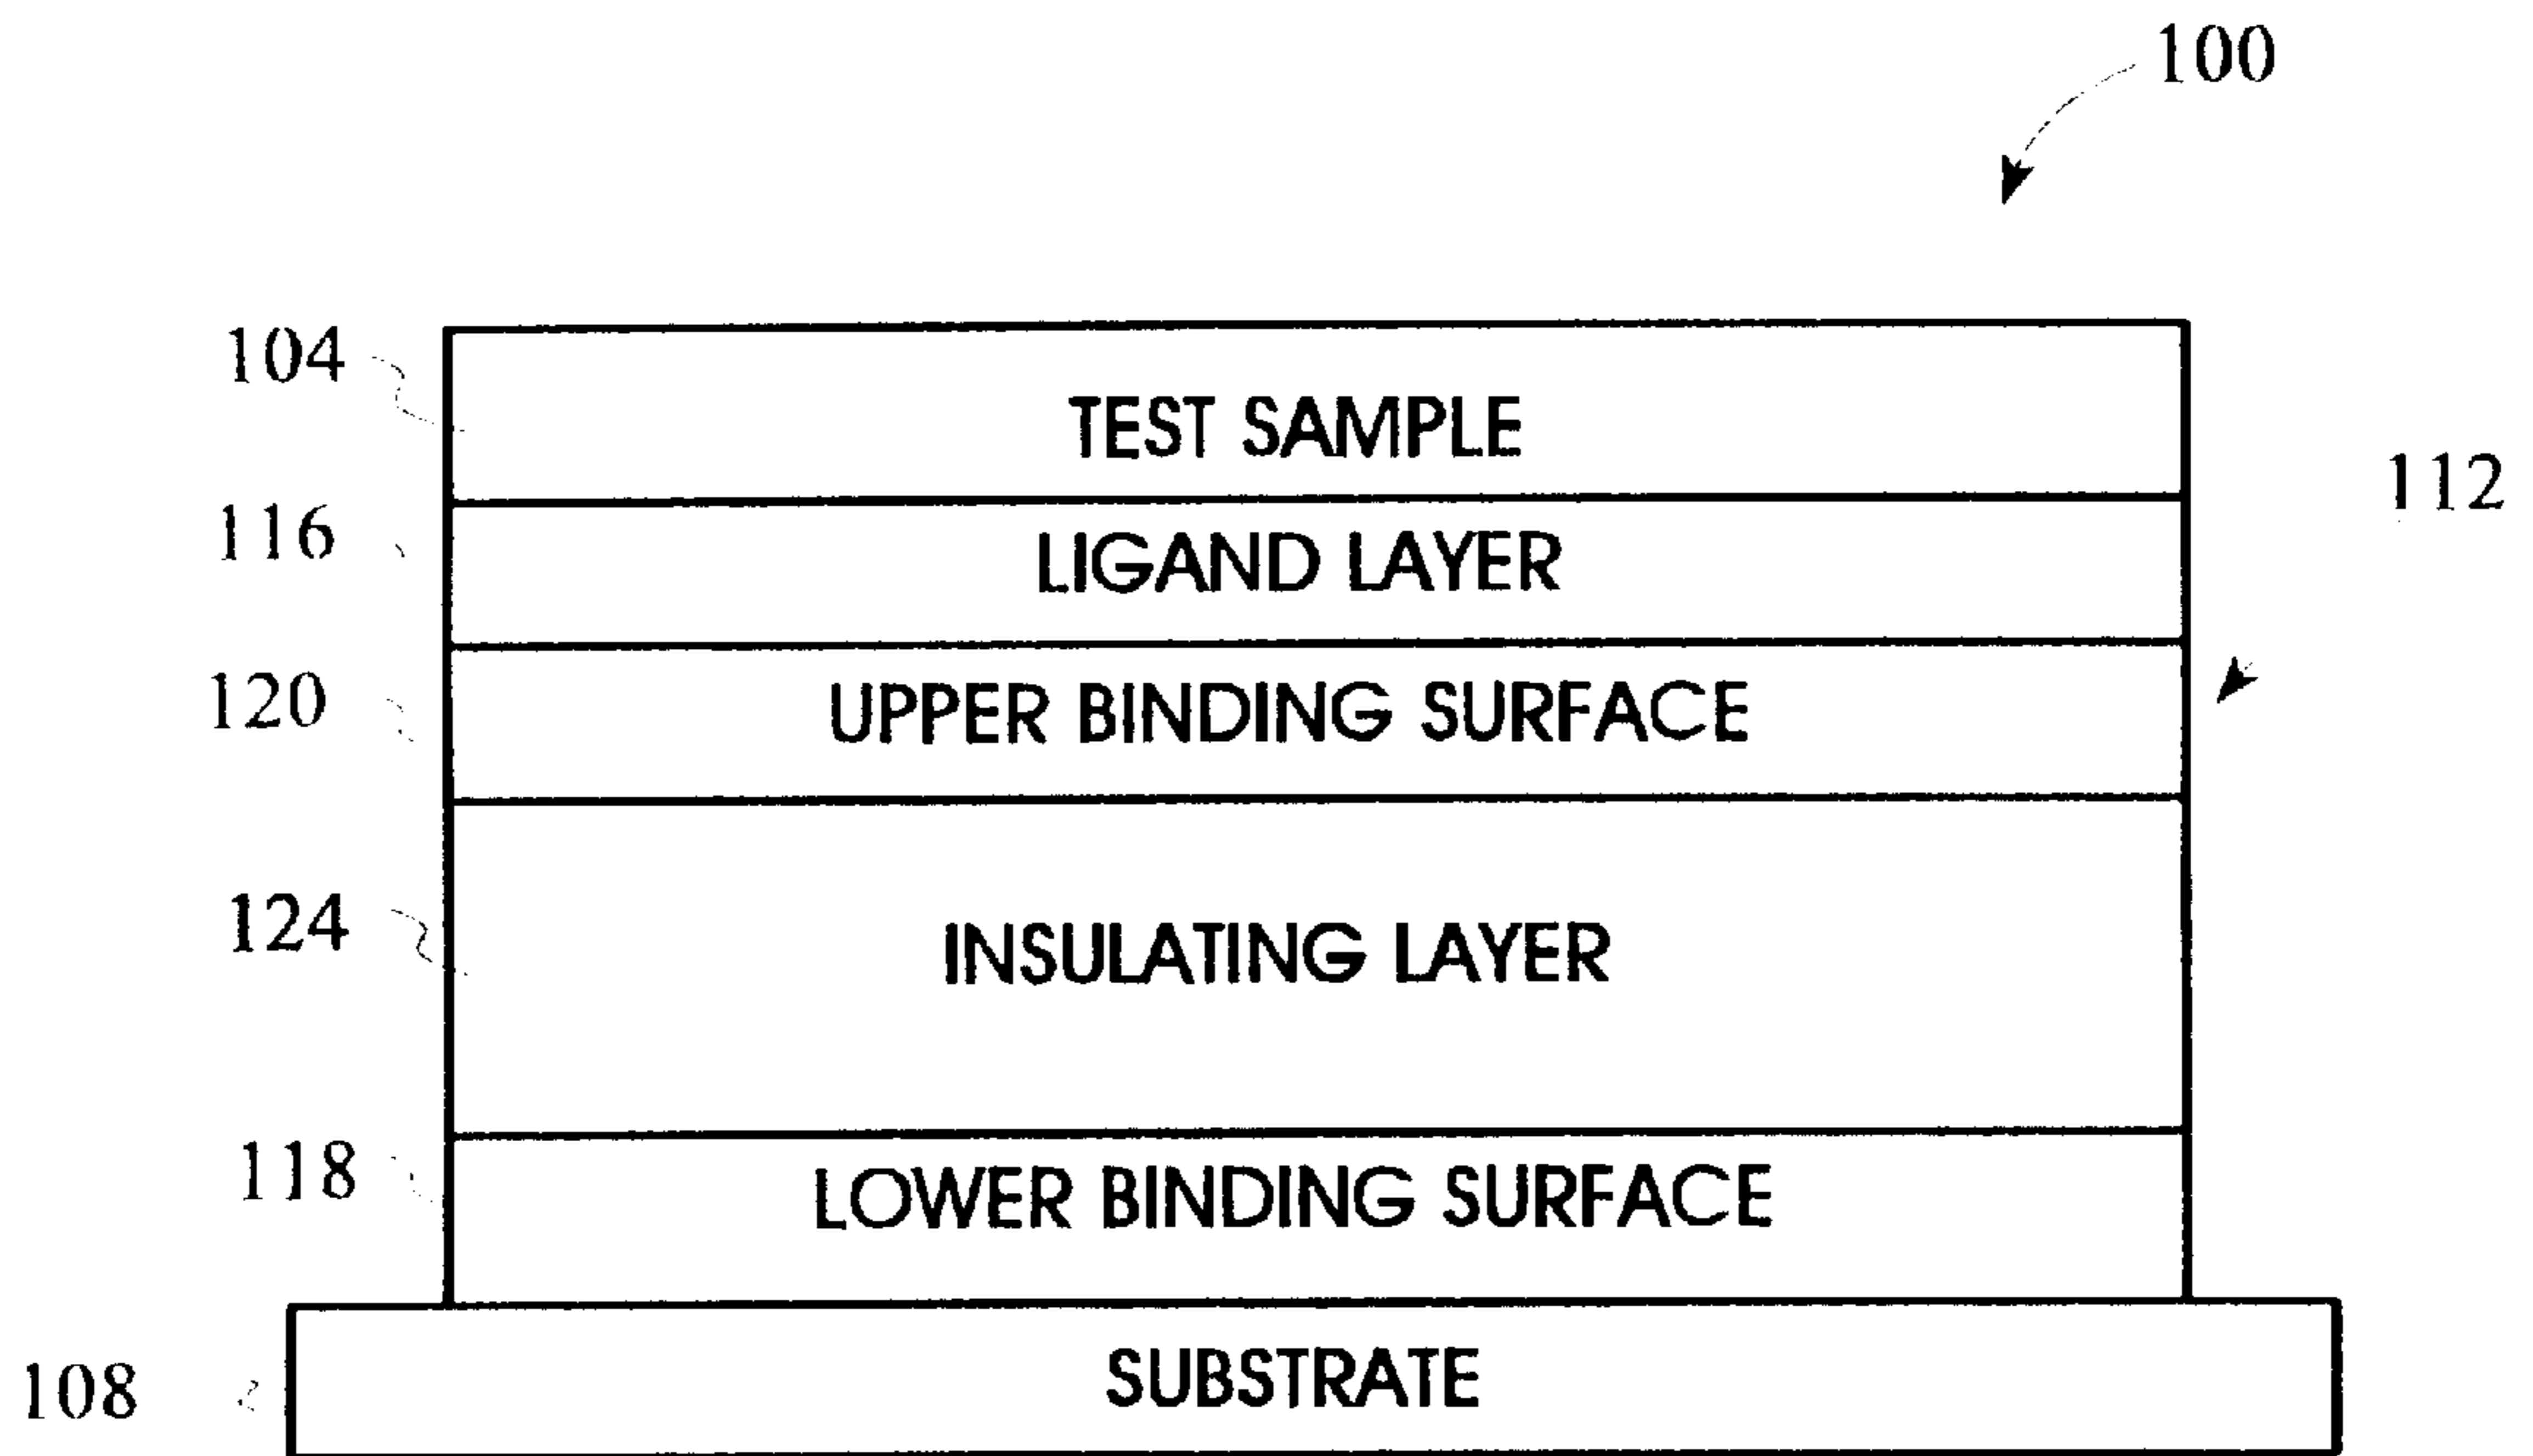 100
104
TEST SAMPLE
112
116
LIGAND LAYER
120
UPPER BINDING SURFACE
124
INSULATING LAYER
118
LOWER BINDING SURFACE
108
SUBSTRATE